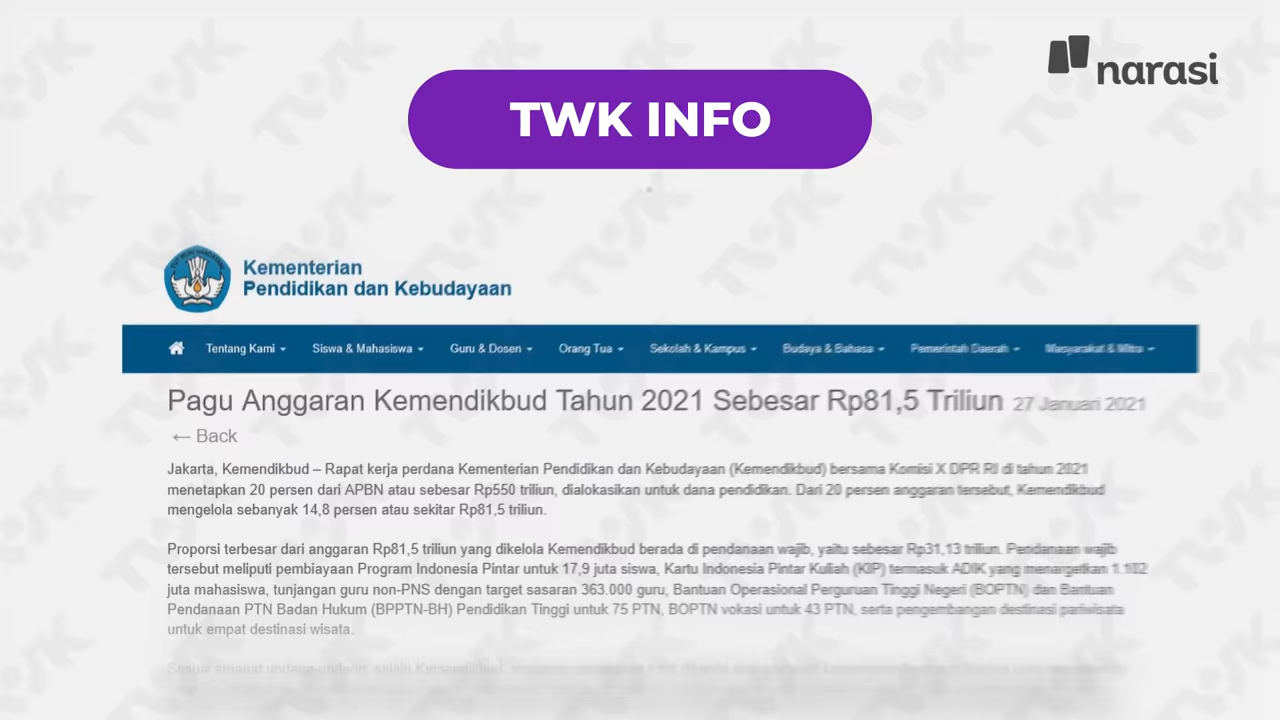 narasi
TWK INFO
Kementerian
Pendidikan dan Kebudayaan
Tentang Kami Siswa & Mahasiswa Guru & Dosen Orang Tua Sekolah & Kampus Budaya & Bahasa Pemerintah Daerah Masyarakat & Mitra
Pagu Anggaran Kemendikbud Tahun 2021 Sebesar Rp81,5 Triliun 27 Januari 2021
← Back
Jakarta, Kemendikbud – Rapat kerja perdana Kementerian Pendidikan dan Kebudayaan (Kemendikbud) bersama Komisi X DPR RI di tahun 2021
menetapkan 20 persen dari APBN atau sebesar Rp550 triliun, dialokasikan untuk dana pendidikan. Dari 20 persen anggaran tersebut, Kemendikbud
mengelola sebanyak 14,8 persen atau sekitar Rp81,5 triliun.
Proporsi terbesar dari anggaran Rp81,5 triliun yang dikelola Kemendikbud berada di pendanaan wajib, yaitu sebesar Rp31,13 triliun. Pendanaan wajib
tersebut meliputi pembiayaan Program Indonesia Pintar untuk 17,9 juta siswa, Kartu Indonesia Pintar Kuliah (KIP) termasuk ADIK yang menargetkan 1.102
juta mahasiswa, tunjangan guru non-PNS dengan target sasaran 363.000 guru, Bantuan Operasional Perguruan Tinggi Negeri (BOPTN) dan Bantuan
Pendanaan PTN Badan Hukum (BPPTN-BH) Pendidikan Tinggi untuk 75 PTN, BOPTN vokasi untuk 43 PTN, serta pengembangan destinasi pariwisata
untuk empat destinasi wisata.